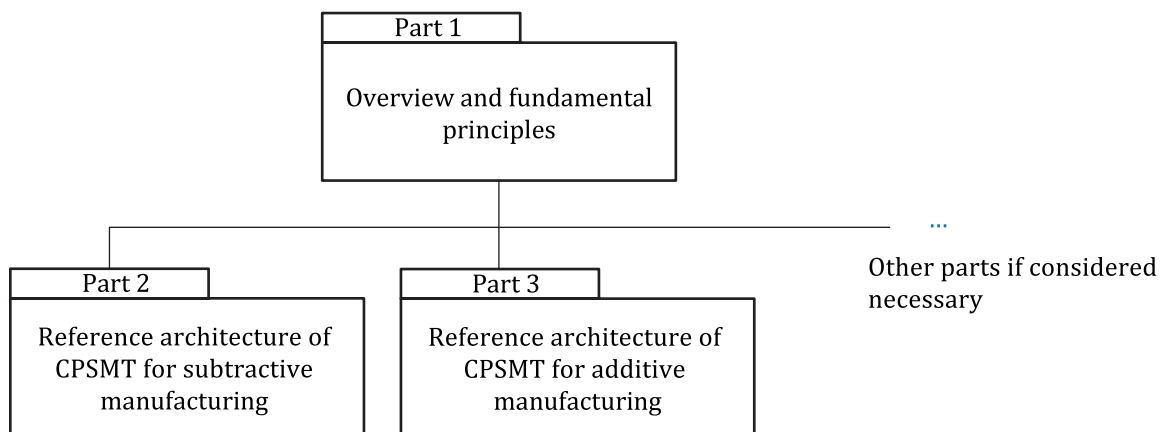 Part 1
Overview and fundamental
principles
...
Other parts if considered
necessary
Part 2
Reference architecture of
CPSMT for subtractive
manufacturing
Part 3
Reference architecture of
CPSMT for additive
manufacturing